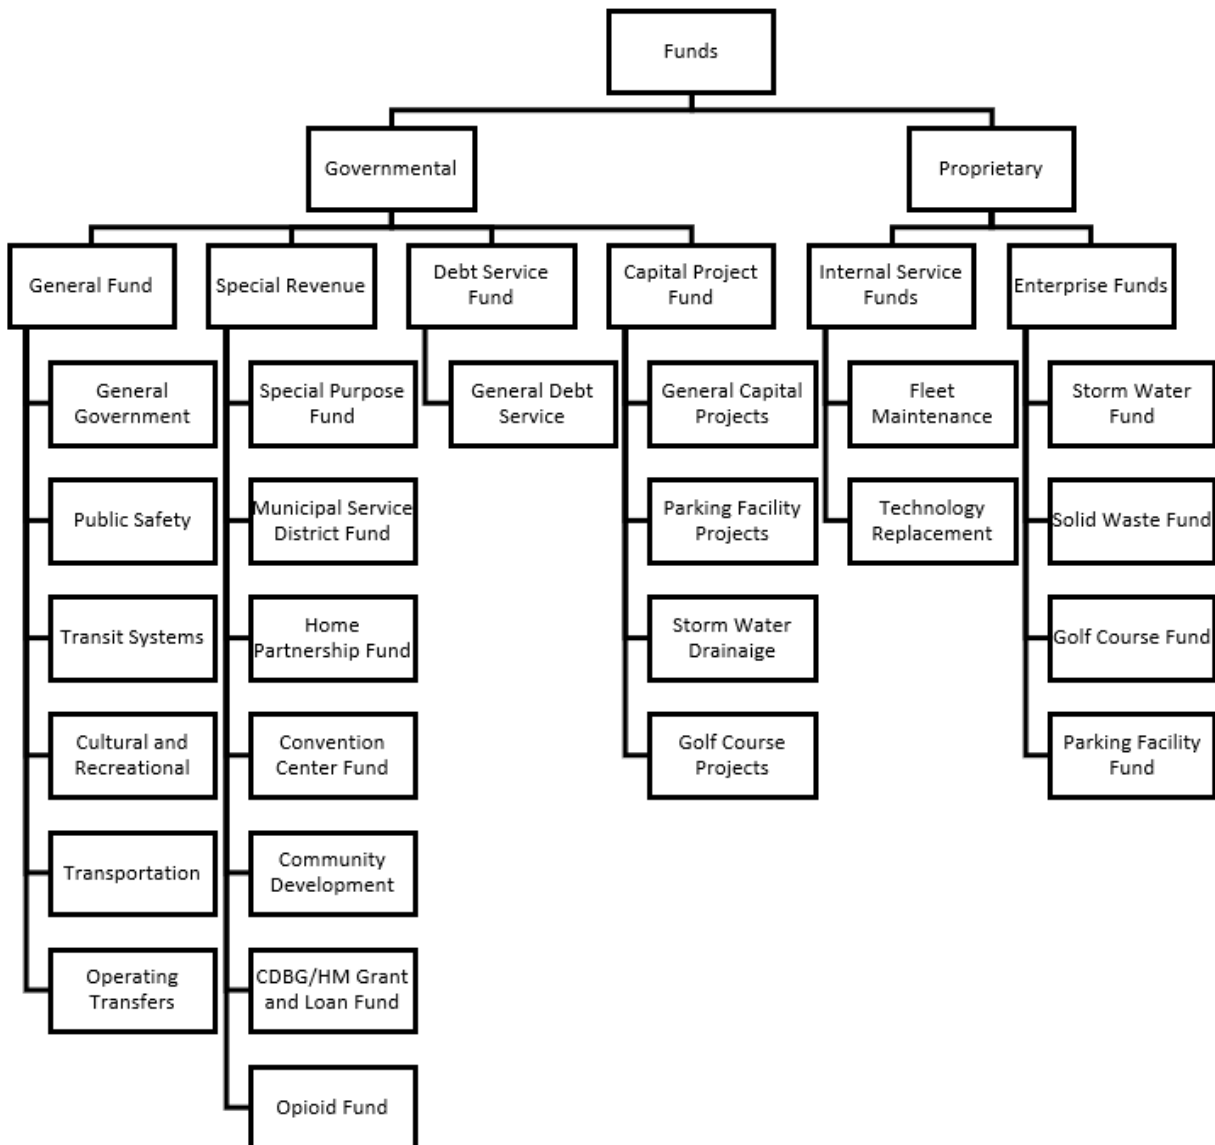 Funds
Governmental
Proprietary
General Fund
Special Revenue
Debt Service
Fund
Capital Project
Fund
Internal Service
Funds
Enterprise Funds
General
Government
Special Purpose
Fund
General Debt
Service
General Capital
Projects
Fleet
Maintenance
Storm Water
Fund
Public Safety
Municipal Service
District Fund
Parking Facility
Projects
Technology
Replacement
Solid Waste Fund
Transit Systems
Home
Partnership Fund
Storm Water
Drainaige
Golf Course Fund
Cultural and
Recreational
Convention
Center Fund
Golf Course
Projects
Parking Facility
Fund
Transportation
Community
Development
Operating
Transfers
CDBG/HM Grant
and Loan Fund
Opioid Fund